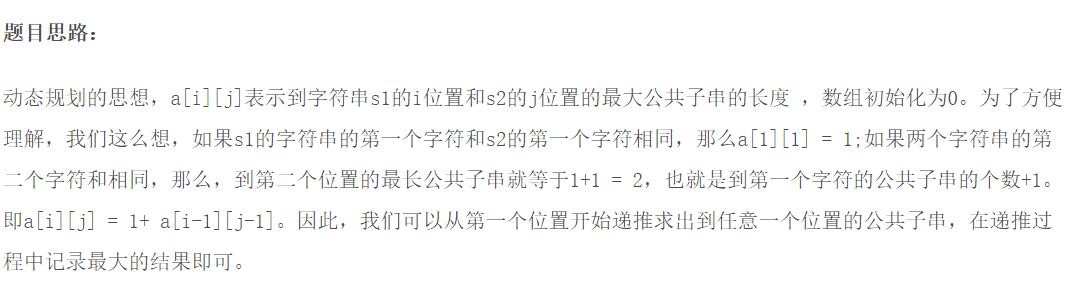 题目思路：
动态规划的思想，a[i][j]表示到字符串s1的i位置和s2的j位置的最大公共子串的长度 ，数组初始化为0。为了方便
理解，我们这么想，如果s1的字符串的第一个字符和s2的第一个字符相同，那么a[1][1] = 1;如果两个字符串的第
二个字符和相同，那么，到第二个位置的最长公共子串就等于1+1 = 2，也就是到第一个字符的公共子串的个数+1。
即a[i][j] = 1+ a[i-1][j-1]。因此，我们可以从第一个位置开始递推求出到任意一个位置的公共子串，在递推过
程中记录最大的结果即可。